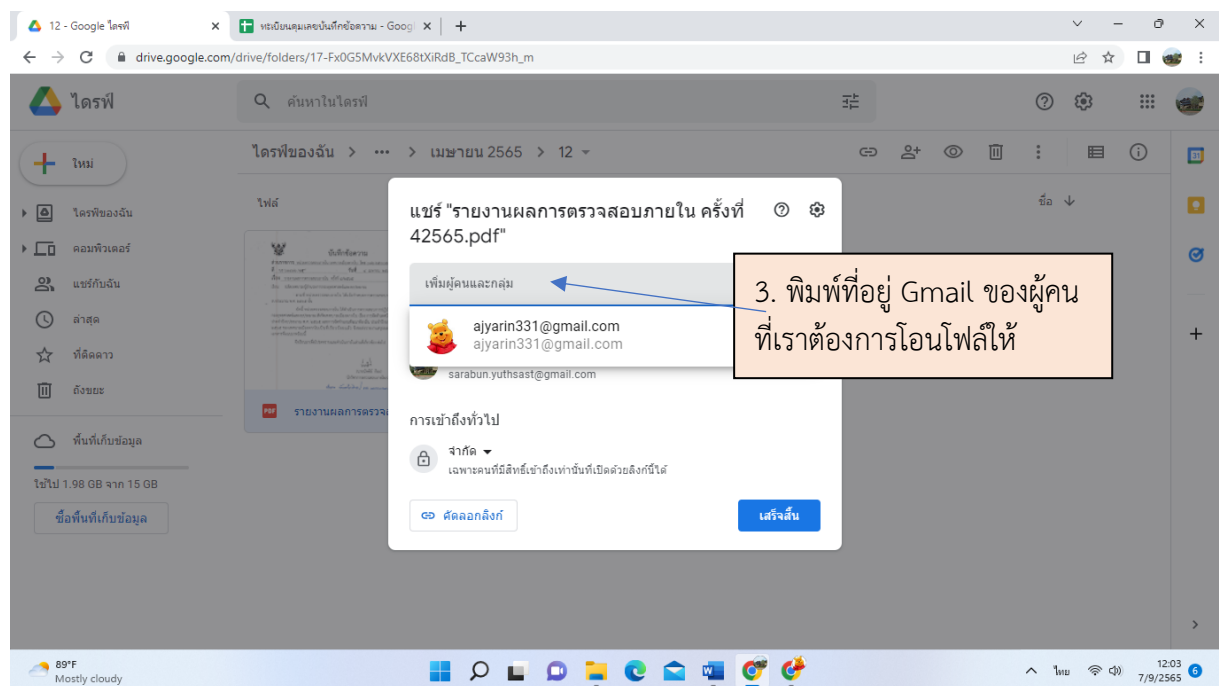 12 - Google ไดรฟ์
ทะเบียนคุมเลขบันทึกข้อความ - Goog
drive.google.com/drive/folders/17-Fx0G5MvkVXE68tXiRdB_TCcaW93h_m
ไดรฟ์
ค้นหาในไดรฟ์
ใหม่
ไดรฟ์ของฉัน > ••• > เมษายน 2565 > 12
31
ไดรฟ์ของฉัน
คอมพิวเตอร์
แชร์กับฉัน
ล่าสุด
ที่ติดดาว
ถังขยะ
พื้นที่เก็บข้อมูล
ใช้ไป 1.98 GB จาก 15 GB
ซื้อพื้นที่เก็บข้อมูล
ไฟล์
ชื่อ
บันทึกข้อความ
PDF รายงานผลการตรวจส
แชร์ "รายงานผลการตรวจสอบภายใน ครั้งที่
42565.pdf"
เพิ่มผู้คนและกลุ่ม
ajyarin331@gmail.com
ajyarin331@gmail.com
sarabun.yuthsast@gmail.com
การเข้าถึงทั่วไป
จำกัด
เฉพาะคนที่มีสิทธิ์เข้าถึงเท่านั้นที่เปิดด้วยลิงก์นี้ได้
คัดลอกลิงก์
เสร็จสิ้น
3. พิมพ์ที่อยู่ Gmail ของผู้คน
ที่เราต้องการโอนโฟล์ให้
89°F
Mostly cloudy
ไทย
12:03
7/9/2565
6